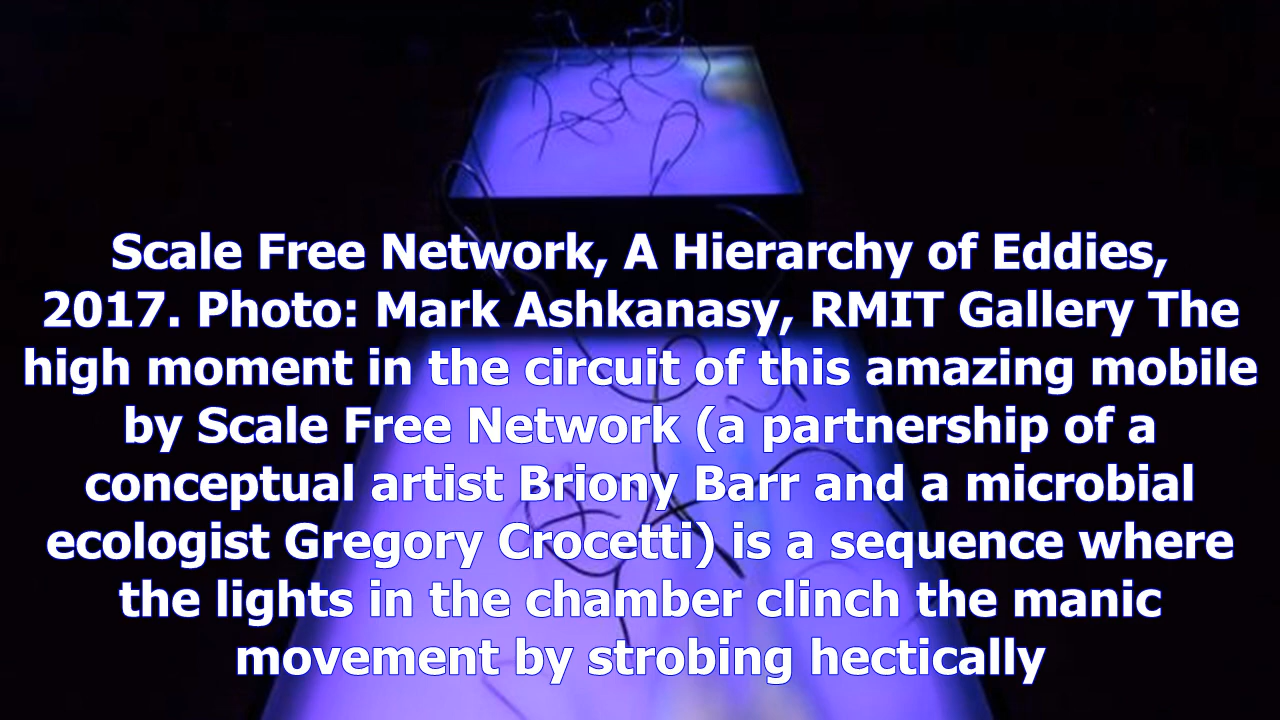 Scale Free Network, A Hierarchy of Eddies,
2017. Photo: Mark Ashkanasy, RMIT Gallery The
high moment in the circuit of this amazing mobile
by Scale Free Network (a partnership of a
conceptual artist Briony Barr and a microbial
ecologist Gregory Crocetti) is a sequence where
the lights in the chamber clinch the manic
movement by strobing hectically